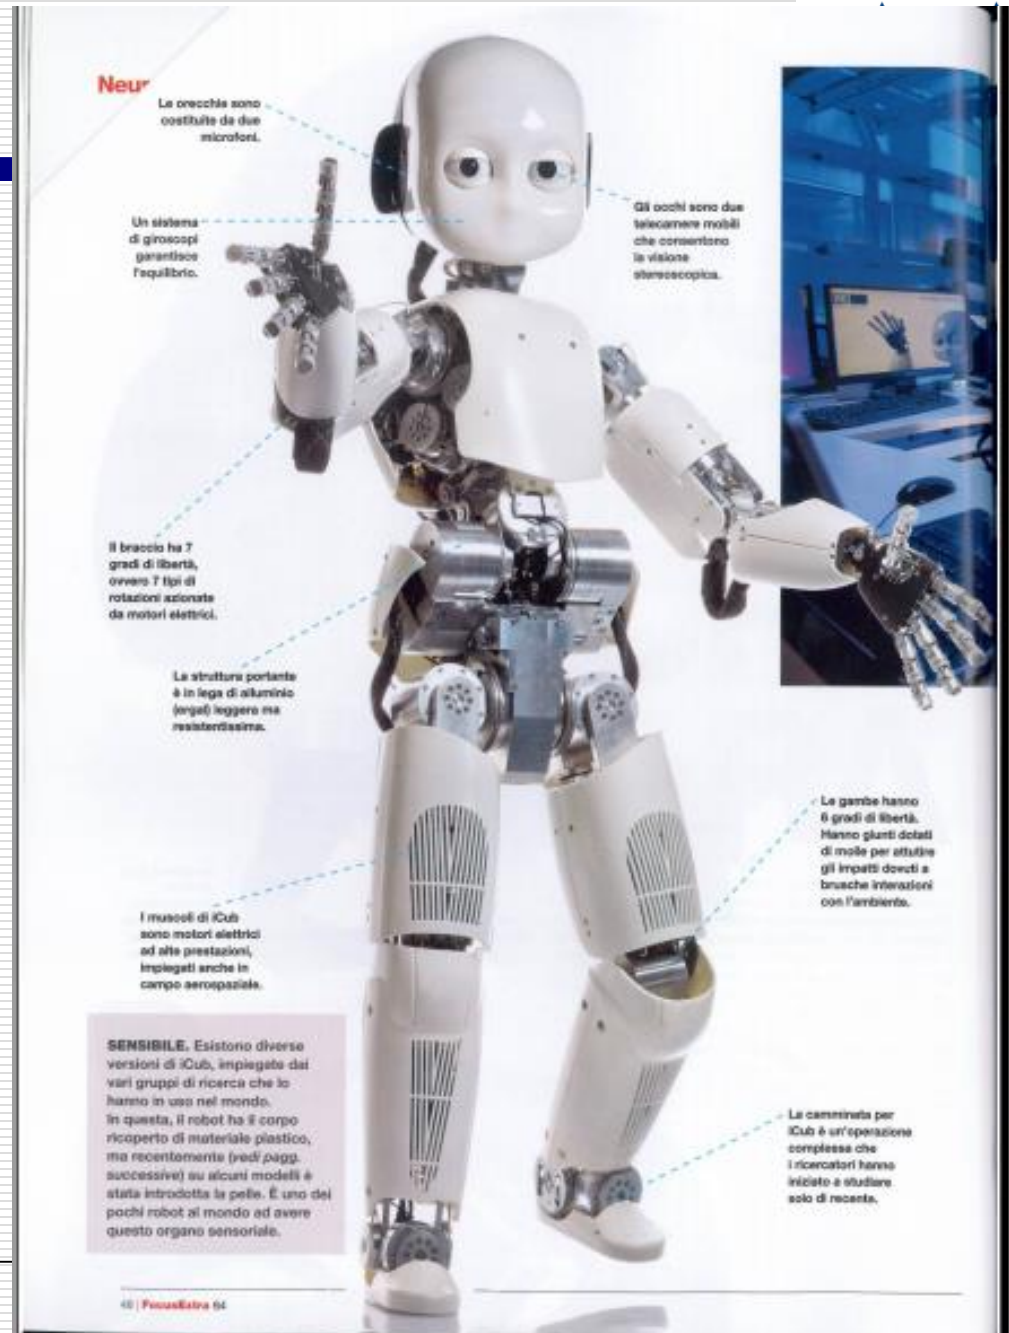 Neur
Le orecchie sono
costituite da due
microfoni.
Un sistema
di giroscopi
garantisce
l'equilibrio.
Gli occhi sono due
telecamere mobili
che consentono
la visione
stereoscopica.
Il braccio ha 7
gradi di libertà,
ovvero 7 tipi di
rotazioni azionate
da motori elettrici.
La struttura portante
è in lega di alluminio
(ergal) leggera ma
resistentissima.
Le gambe hanno
6 gradi di libertà.
Hanno giunti dotati
di molle per attutire
gli impatti dovuti a
brusche interazioni
con l'ambiente.
I muscoli di iCub
sono motori elettrici
ad alte prestazioni,
impiegati anche in
campo aerospaziale.
SENSIBILE. Esistono diverse
versioni di iCub, impiegate dai
vari gruppi di ricerca che lo
hanno in uso nel mondo.
In questa, il robot ha il corpo
ricoperto di materiale plastico,
ma recentemente (vedi pagg.
successive) su alcuni modelli è
stata introdotta la pelle. È uno dei
pochi robot al mondo ad avere
questo organo sensoriale.
La camminata per
iCub è un'operazione
complessa che
i ricercatori hanno
iniziato a studiare
solo di recente.
| FocusExtra 64